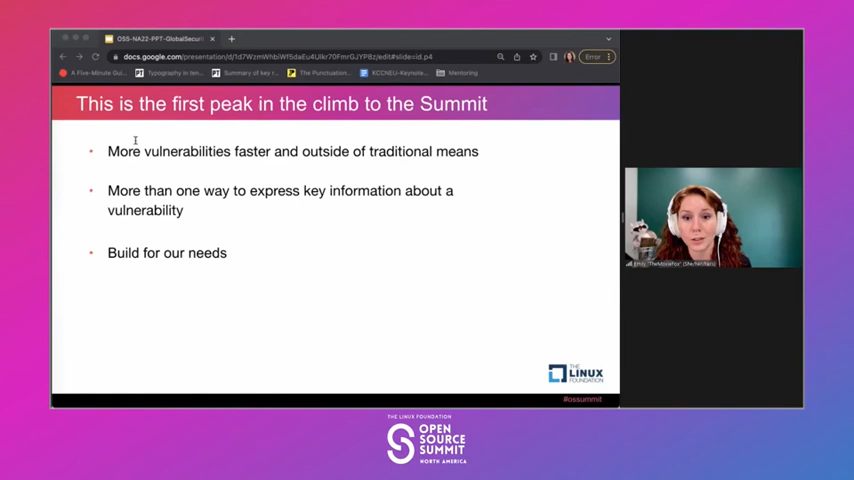 OSS-NA22-PPT-GlobalSecuri
docs.google.com/presentation/d/1d7WzmWhbiWf5daEu4Ulkr70FmrGJYP8z/edit#slide=id.p4
Error
A Five-Minute Gui...
Typography in ten...
Summary of key r...
The Punctuation...
KCCNEU-Keynote...
Mentoring
This is the first peak in the climb to the Summit
• More vulnerabilities faster and outside of traditional means
• More than one way to express key information about a
vulnerability
• Build for our needs
THE
LINUX
FOUNDATION
#ossummit
THE LINUX FOUNDATION
OPEN
SOURCE
SUMMIT
NORTH AMERICA